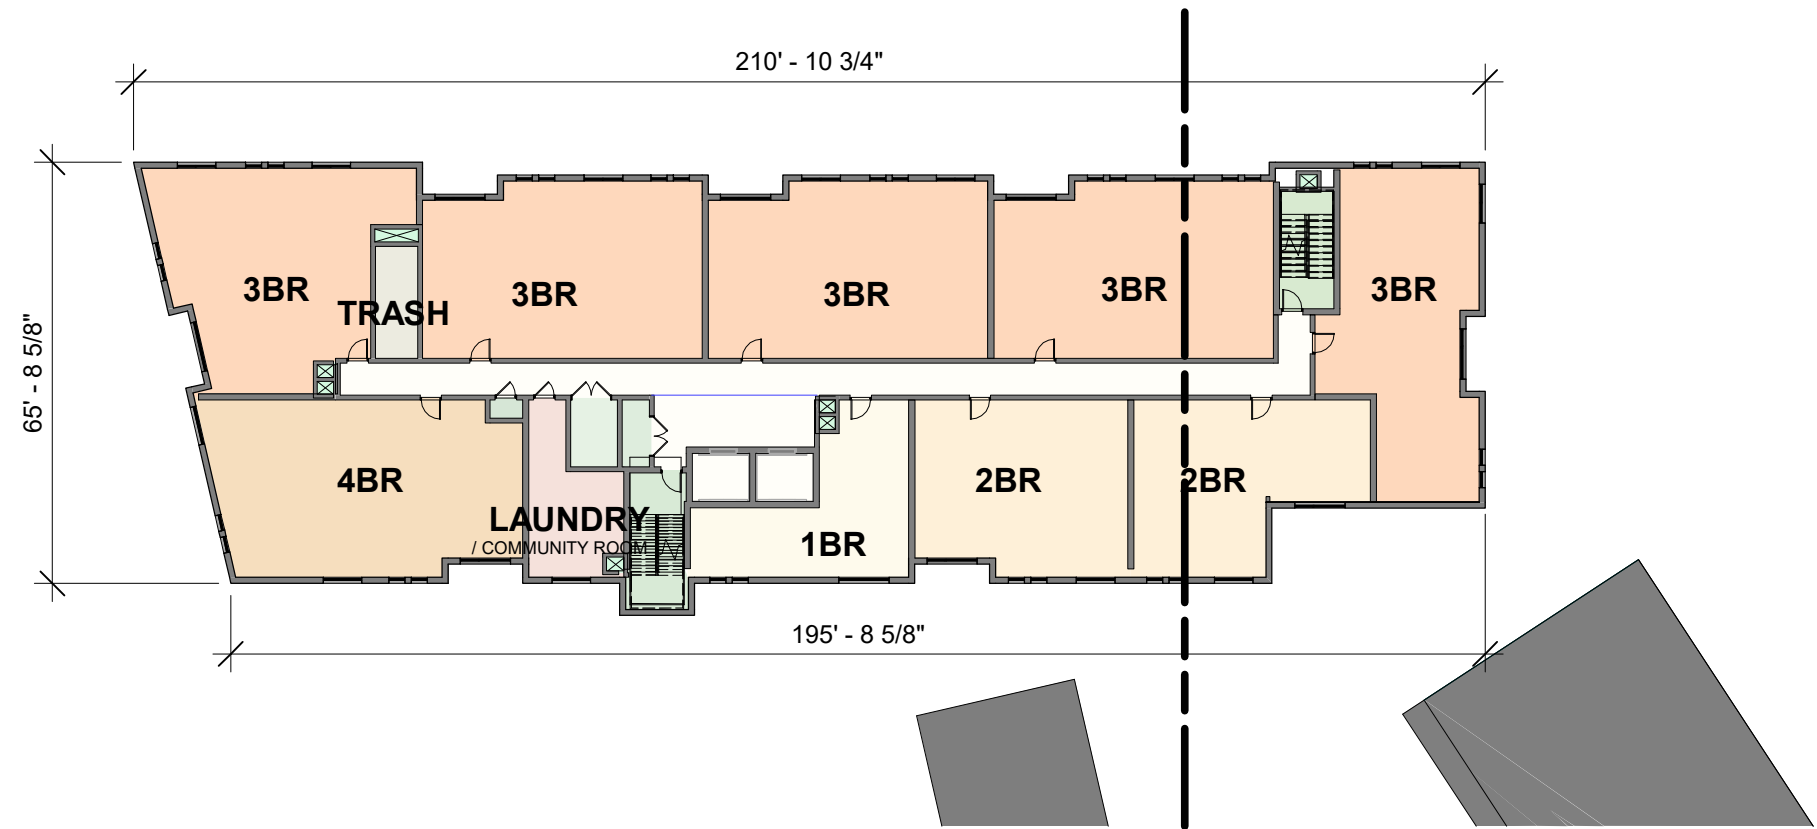 210' - 10 3/4"
65' - 8 5/8"
3BR
3BR
3BR
3BR
3BR
TRASH
4BR
2BR
2BR
LAUNDRY
/ COMMUNITY ROOM
1BR
195' - 8 5/8"